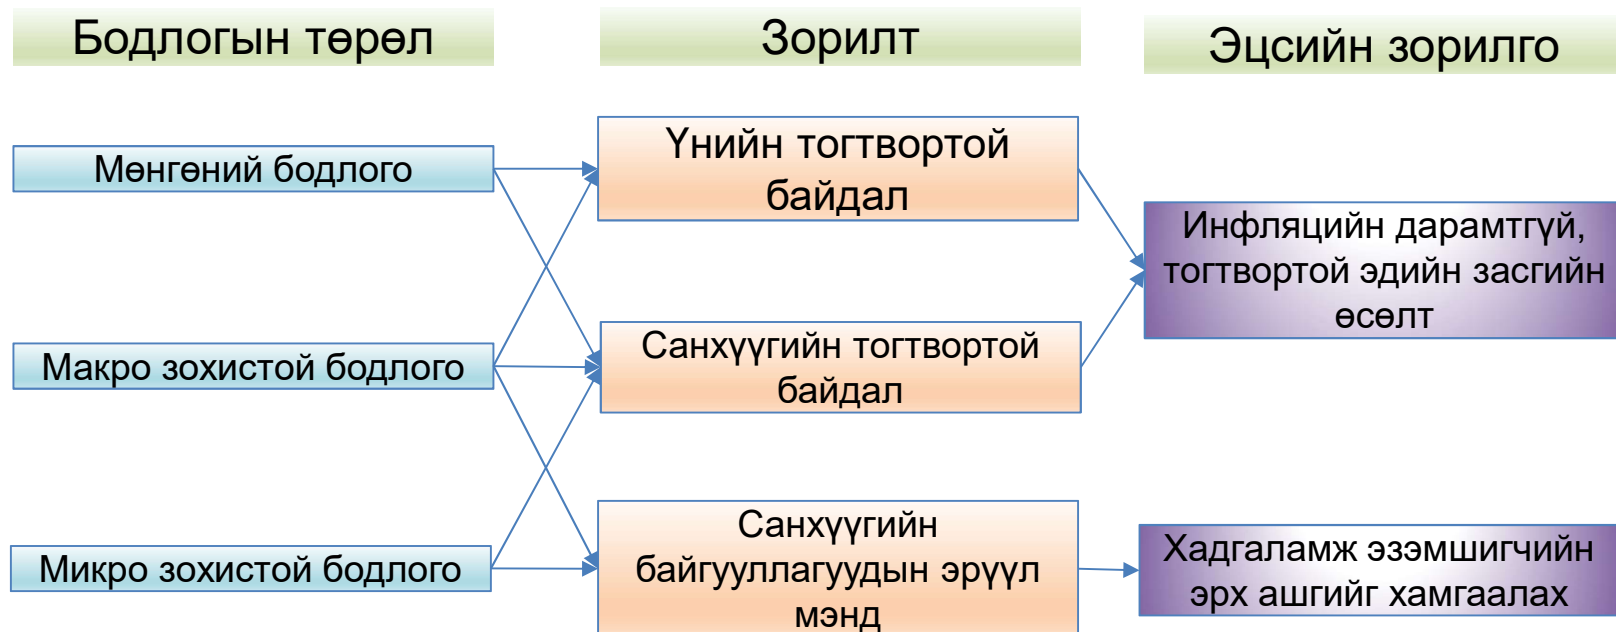 Бодлогын төрөл
Зорилт
Эцсийн зорилго
Мөнгөний бодлого
Макро зохистой бодлого
Микро зохистой бодлого
Үнийн тогтвортой
байдал
Санхүүгийн тогтвортой
байдал
Санхүүгийн
байгууллагуудын эрүүл
мэнд
Инфляцийн дарамтгүй,
тогтвортой эдийн засгийн
өсөлт
Хадгаламж эзэмшигчийн
эрх ашгийг хамгаалах